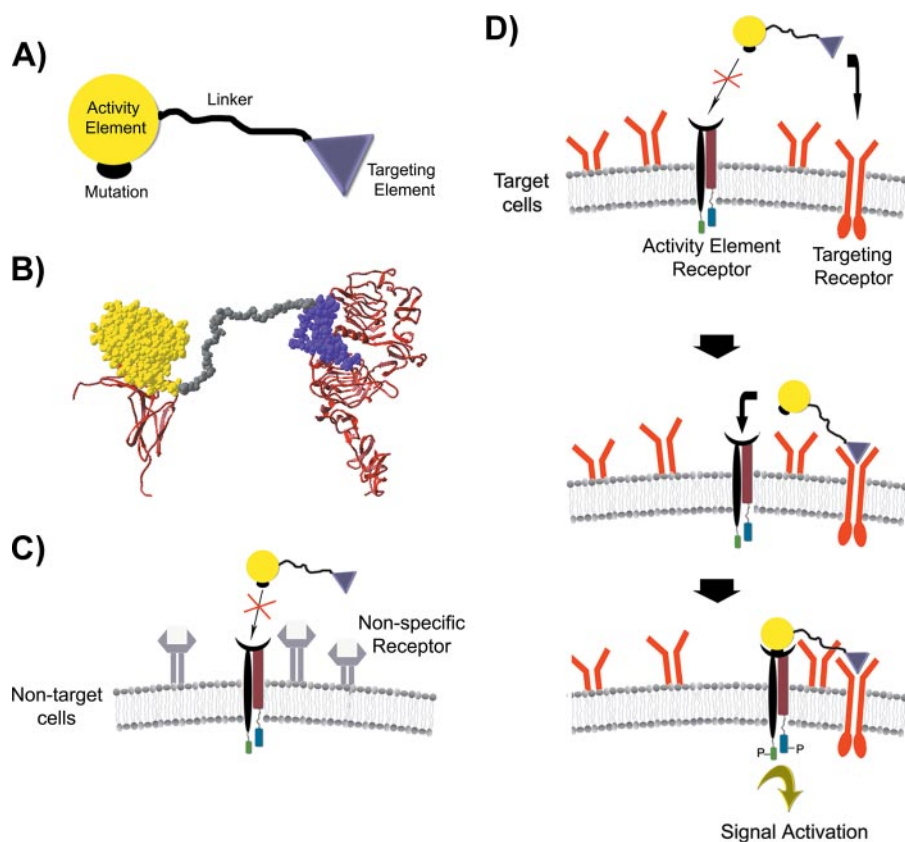 A)
Activity
Element
Linker
Mutation
Targeting
Element
B)
C)
Non-specific
Receptor
Non-target
cells
D)
Target
cells
Activity Element
Receptor
Targeting
Receptor
P
P
Signal Activation